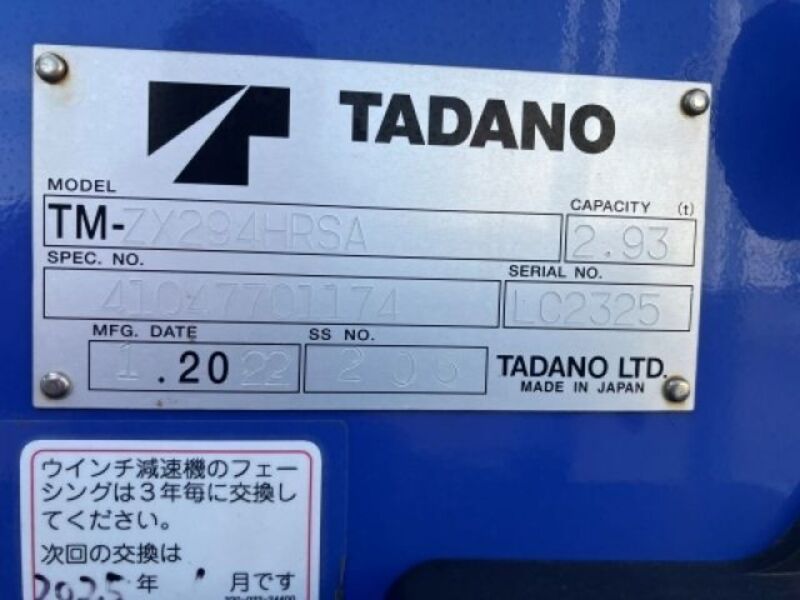 TADANO
MODEL
TM-ZX294HRSA
CAPACITY (t)
2.93
SPEC. NO.
41047701174
SERIAL NO.
LC2325
MFG. DATE
1.2022
SS NO.
206
TADANO LTD.
MADE IN JAPAN
ウインチ減速機のフェー
シングは3年毎に交換し
てください。
次回の交換は
2025年 1月です